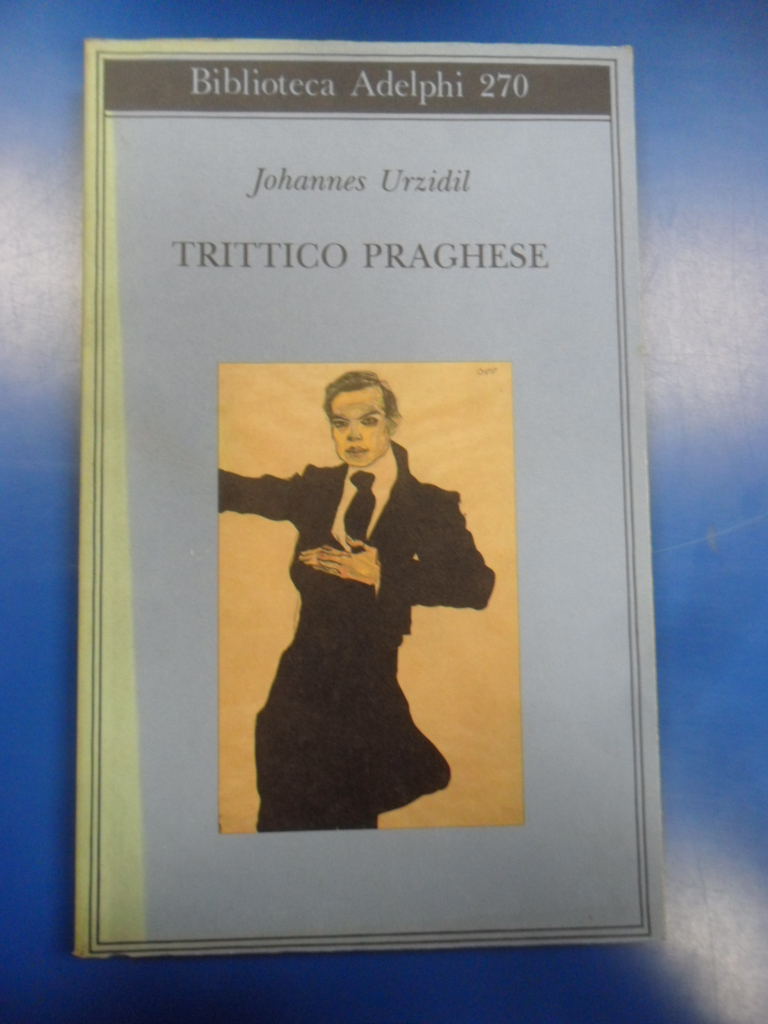 Biblioteca Adelphi 270
Johannes Urzidil
TRITTICO PRAGHESE